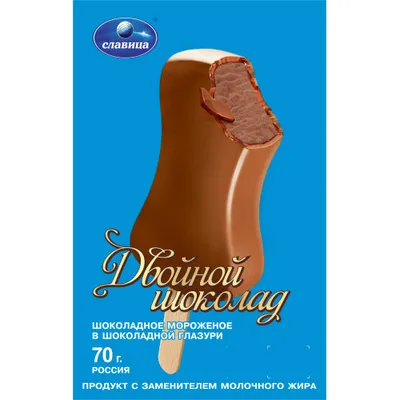 славица
Двойной
шоколад
ШОКОЛАДНОЕ МОРОЖЕНОЕ
В ШОКОЛАДНОЙ ГЛАЗУРИ
70 г.
РОССИЯ
ПРОДУКТ С ЗАМЕНИТЕЛЕМ МОЛОЧНОГО ЖИРА